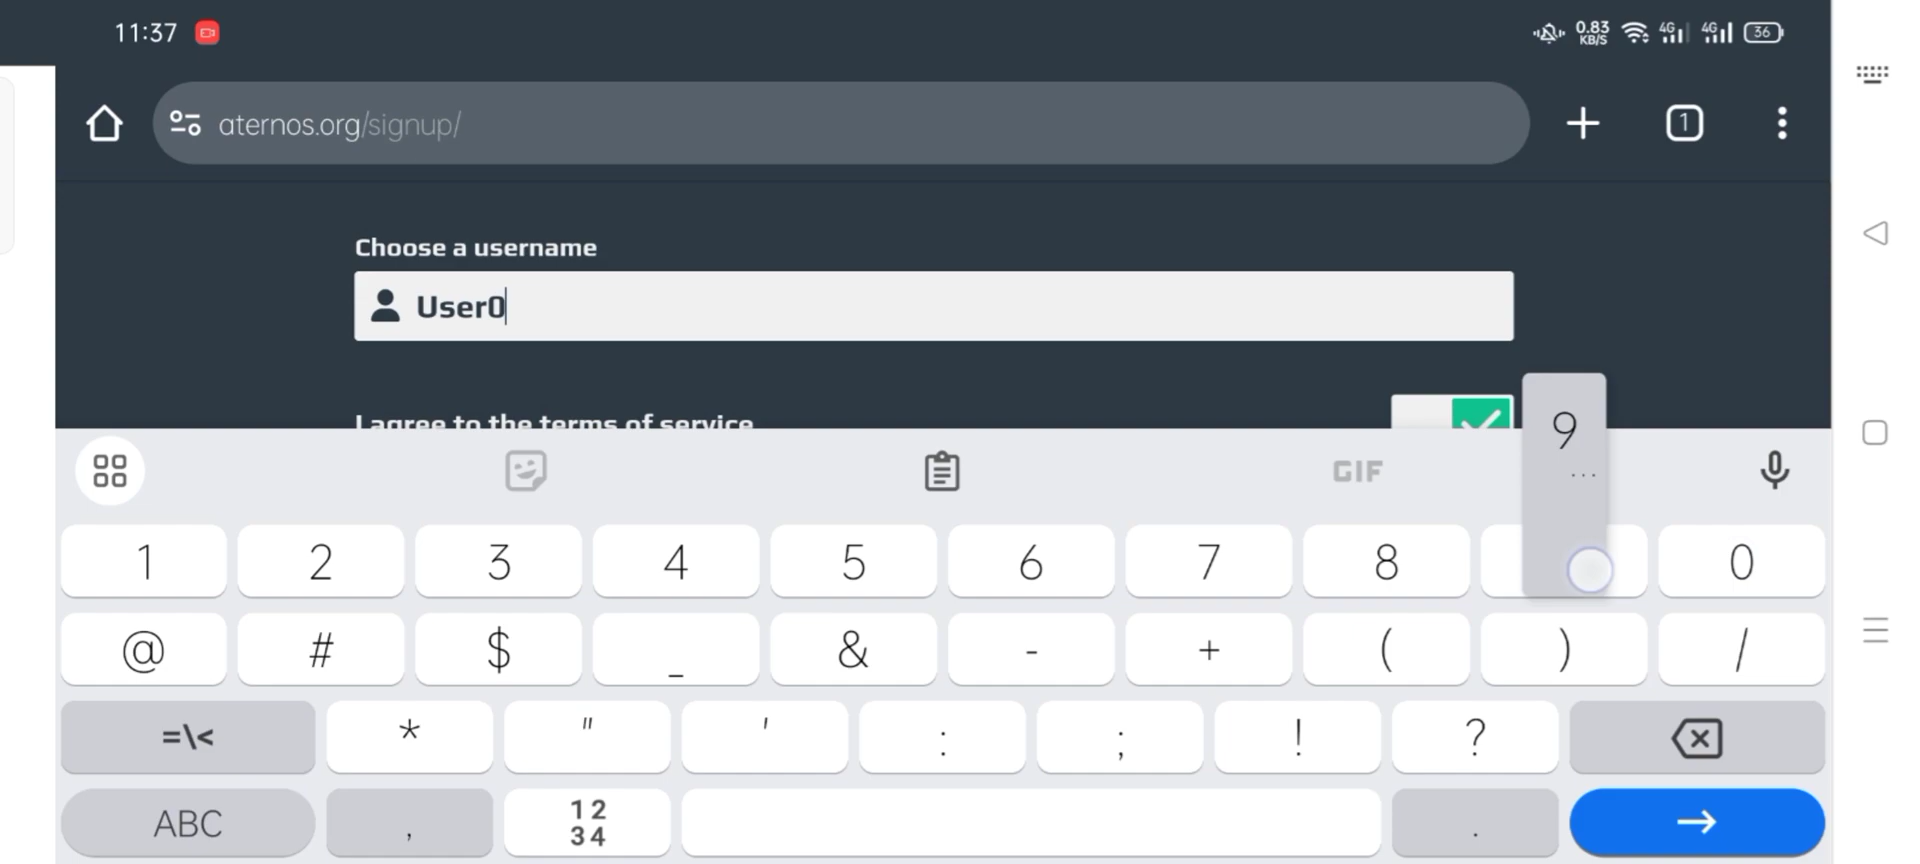 11:37 0.83 KB/S 4G 4G 36
aternos.org/signup/ 1
Choose a username
User0
I agree to the terms of service
9
...
GIF
1 2 3 4 5 6 7 8 0
@ # $ _ & - + ( ) /
=\< * " ' : ; ! ?
ABC , 12 34 .